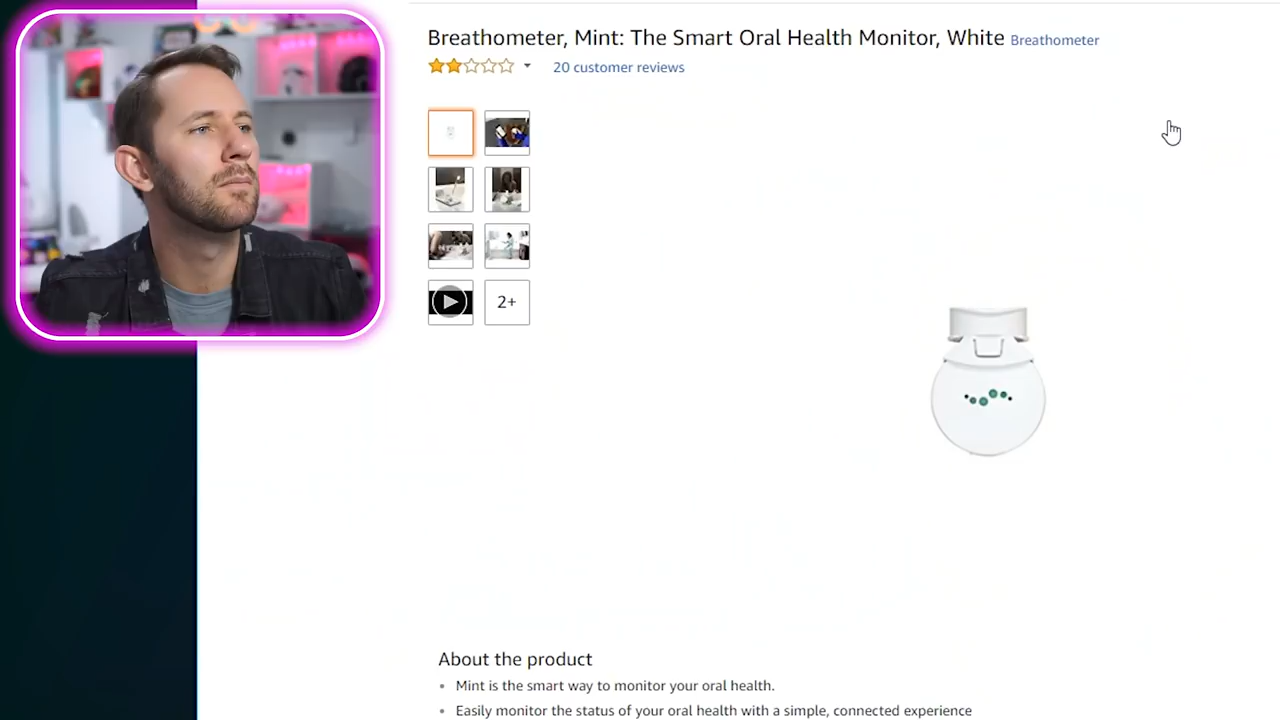 Breathometer, Mint: The Smart Oral Health Monitor, White Breathometer
20 customer reviews
2+
About the product
• Mint is the smart way to monitor your oral health.
• Easily monitor the status of your oral health with a simple, connected experience